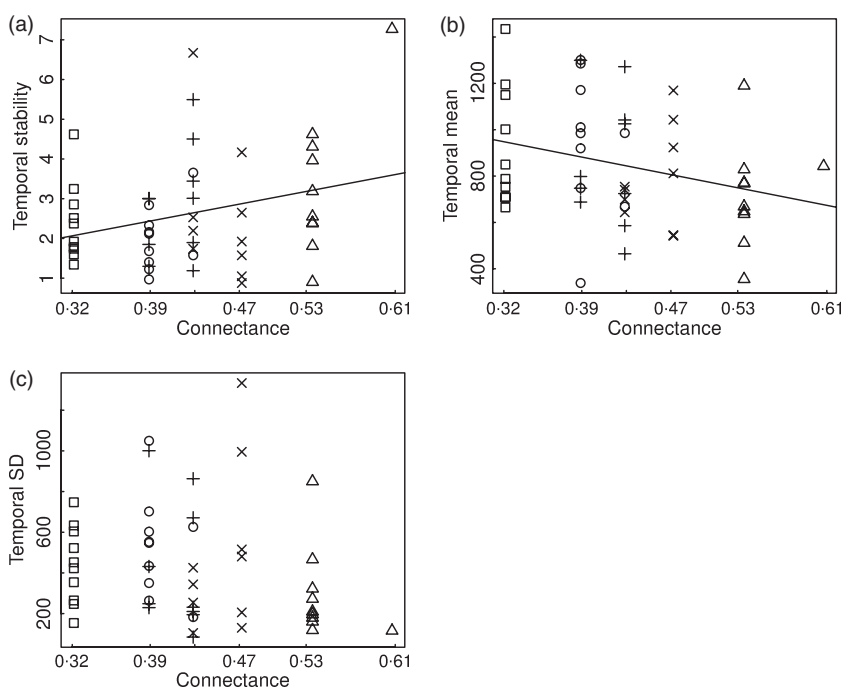 (a)
Temporal stability
7
6
5
4
3
2
1
0·32 0·39 0·47 0·53 0·61
Connectance
(b)
Temporal mean
1200
800
400
0·32 0·39 0·47 0·53 0·61
Connectance
(c)
Temporal SD
1000
600
200
0·32 0·39 0·47 0·53 0·61
Connectance